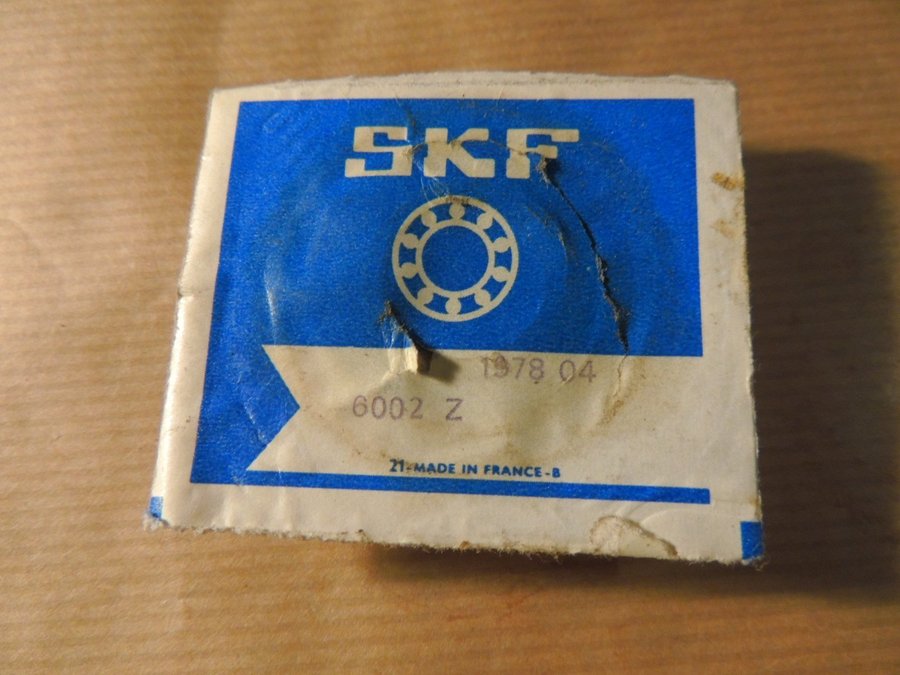 SKF
1978 04
6002 Z
21-MADE IN FRANCE-B